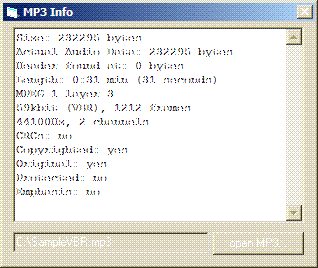 MP3 Info
Size: 232295 bytes
Actual Audio Data: 232295 bytes
Header found at: 0 bytes
Length: 0:31 min (31 seconds)
MPEG 1 layer 3
59kbit (VBR), 1212 frames
44100Hz, 2 channels
CRCs: no
Copyrighted: yes
Original: yes
Protected: no
Emphasis: no
C:\SampleVBR.mp3
open MP3